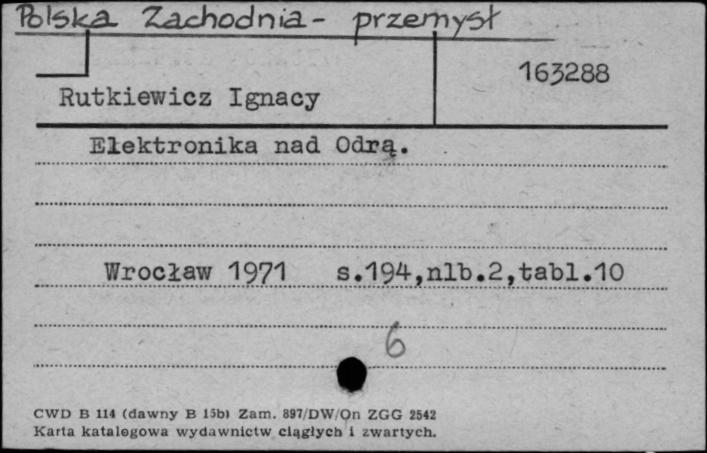 Polska Zachodnia - przemysł
163288
Rutkiewicz Ignacy
Elektronika nad Odrą.
Wrocław 1971 s.194,nlb.2,tabl.10
6
CWD B 114 (dawny B 15b) Zam. 897/DW/Qn ZGG 2542
Karta katalogowa wydawnictw ciągłych i zwartych.